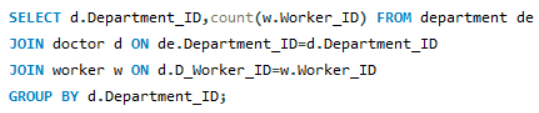 SELECT d.Department_ID,count(w.Worker_ID) FROM department de
JOIN doctor d ON de.Department_ID=d.Department_ID
JOIN worker w ON d.D_Worker_ID=w.Worker_ID
GROUP BY d.Department_ID;